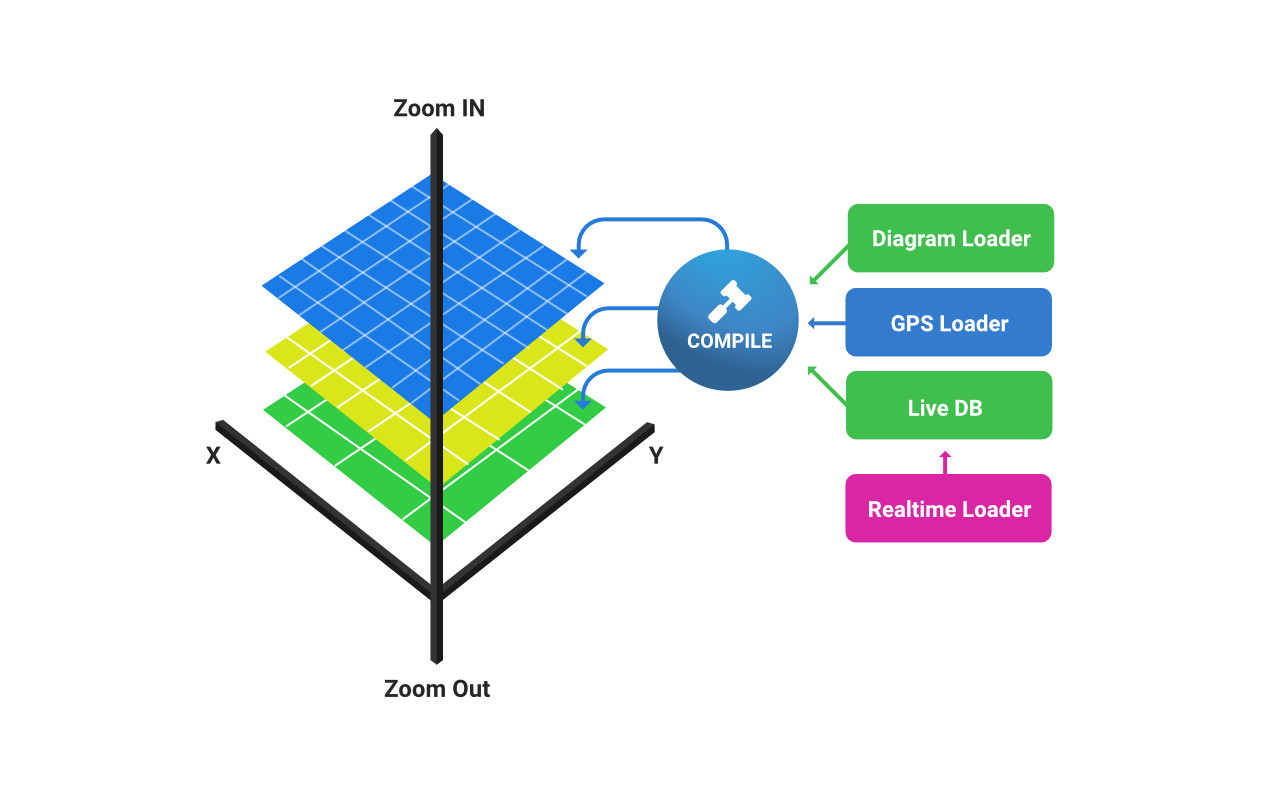 Zoom IN
Diagram Loader
GPS Loader
COMPILE
Live DB
X
Y
Realtime Loader
Zoom Out